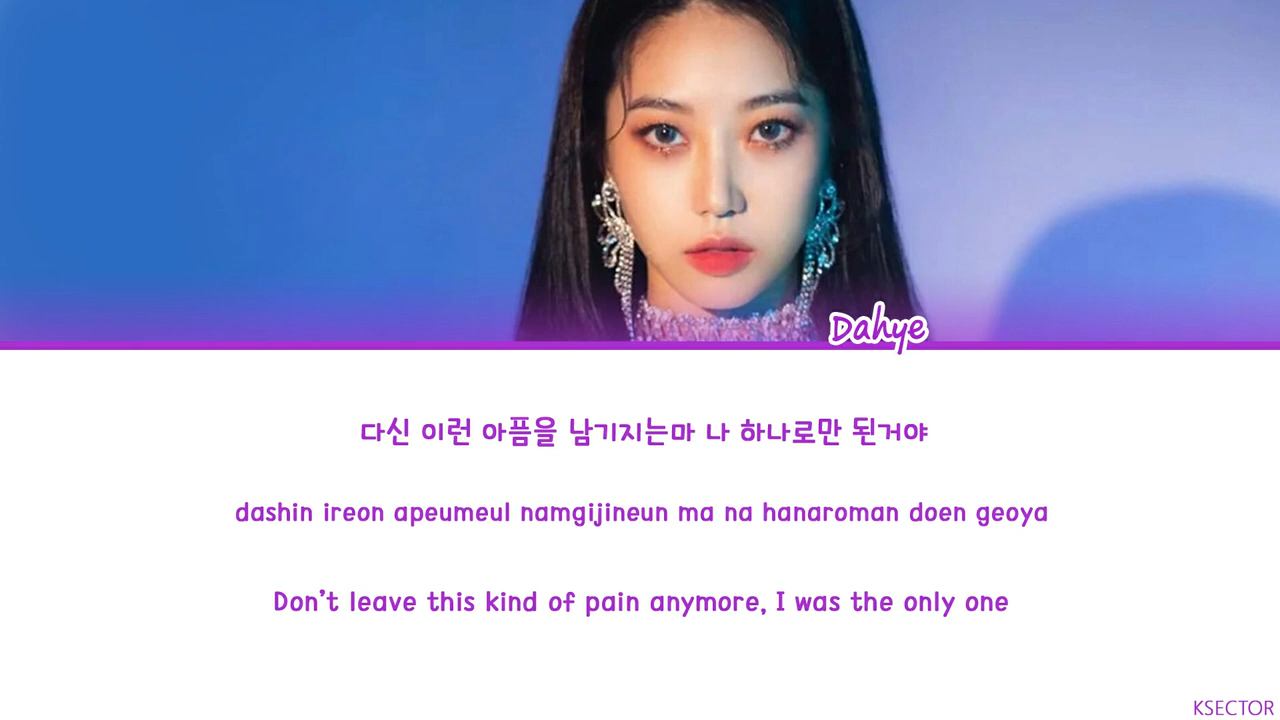 Dahye
다신 이런 아픔을 남기지는마 나 하나로만 된거야
dashin ireon apeumeul namgijineun ma na hanaroman doen geoya
Don't leave this kind of pain anymore, I was the only one
KSECTOR